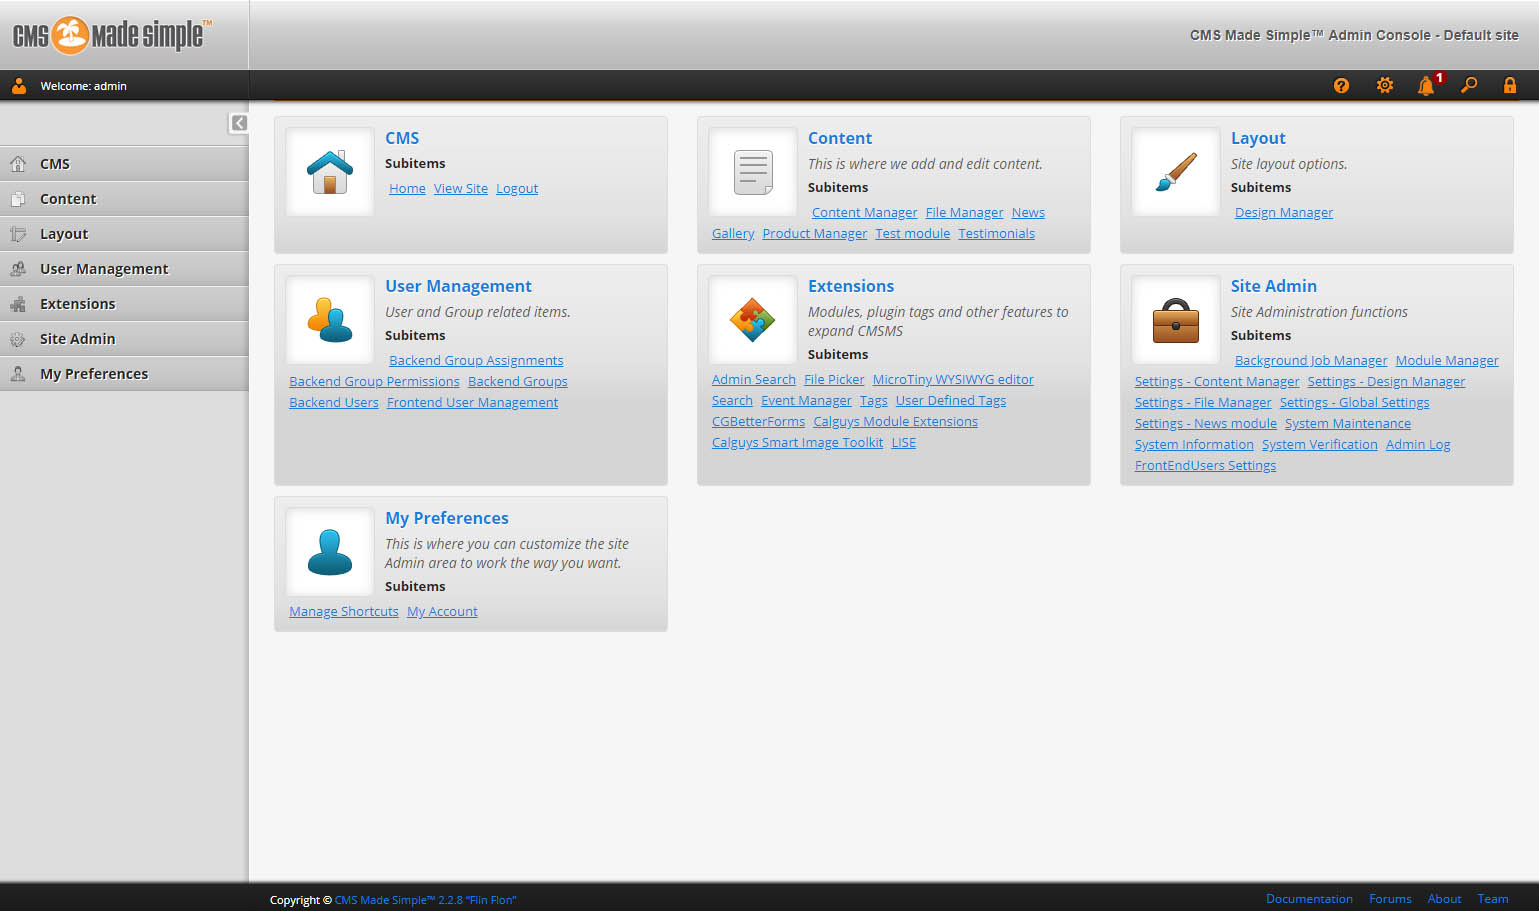 CMS Made simple™
CMS Made Simple™ Admin Console - Default site
Welcome: admin
1
CMS
Content
Layout
User Management
Extensions
Site Admin
My Preferences
CMS
Subitems
Home View Site Logout
Content
This is where we add and edit content.
Subitems
Content Manager File Manager News
Gallery Product Manager Test module Testimonials
Layout
Site layout options.
Subitems
Design Manager
User Management
User and Group related items.
Subitems
Backend Group Assignments
Backend Group Permissions Backend Groups
Backend Users Frontend User Management
Extensions
Modules, plugin tags and other features to
expand CMSMS
Subitems
Admin Search File Picker MicroTiny WYSIWYG editor
Search Event Manager Tags User Defined Tags
CGBetterForms Calguys Module Extensions
Calguys Smart Image Toolkit LISE
Site Admin
Site Administration functions
Subitems
Background Job Manager Module Manager
Settings - Content Manager Settings - Design Manager
Settings - File Manager Settings - Global Settings
Settings - News module System Maintenance
System Information System Verification Admin Log
FrontEndUsers Settings
My Preferences
This is where you can customize the site
Admin area to work the way you want.
Subitems
Manage Shortcuts My Account
Copyright © CMS Made Simple™ 2.2.8 "Flin Flon"
Documentation Forums About Team